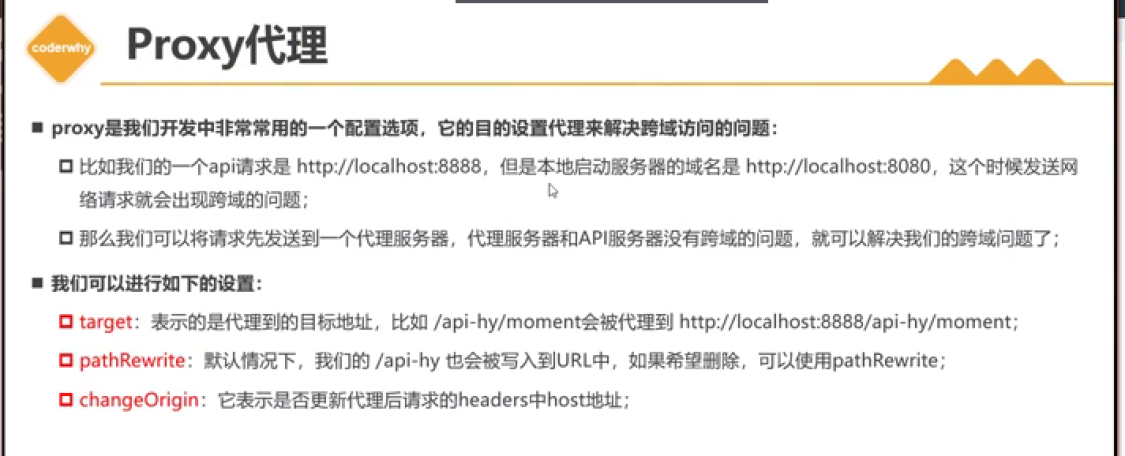 coderwhy
Proxy代理
proxy是我们开发中非常常用的一个配置选项，它的目的设置代理来解决跨域访问的问题：
比如我们的一个api请求是 http://localhost:8888，但是本地启动服务器的域名是 http://localhost:8080，这个时候发送网
络请求就会出现跨域的问题；
那么我们可以将请求先发送到一个代理服务器，代理服务器和API服务器没有跨域的问题，就可以解决我们的跨域问题了；
我们可以进行如下的设置：
target：表示的是代理到的目标地址，比如 /api-hy/moment会被代理到 http://localhost:8888/api-hy/moment；
pathRewrite：默认情况下，我们的 /api-hy 也会被写入到URL中，如果希望删除，可以使用pathRewrite；
changeOrigin：它表示是否更新代理后请求的headers中host地址；